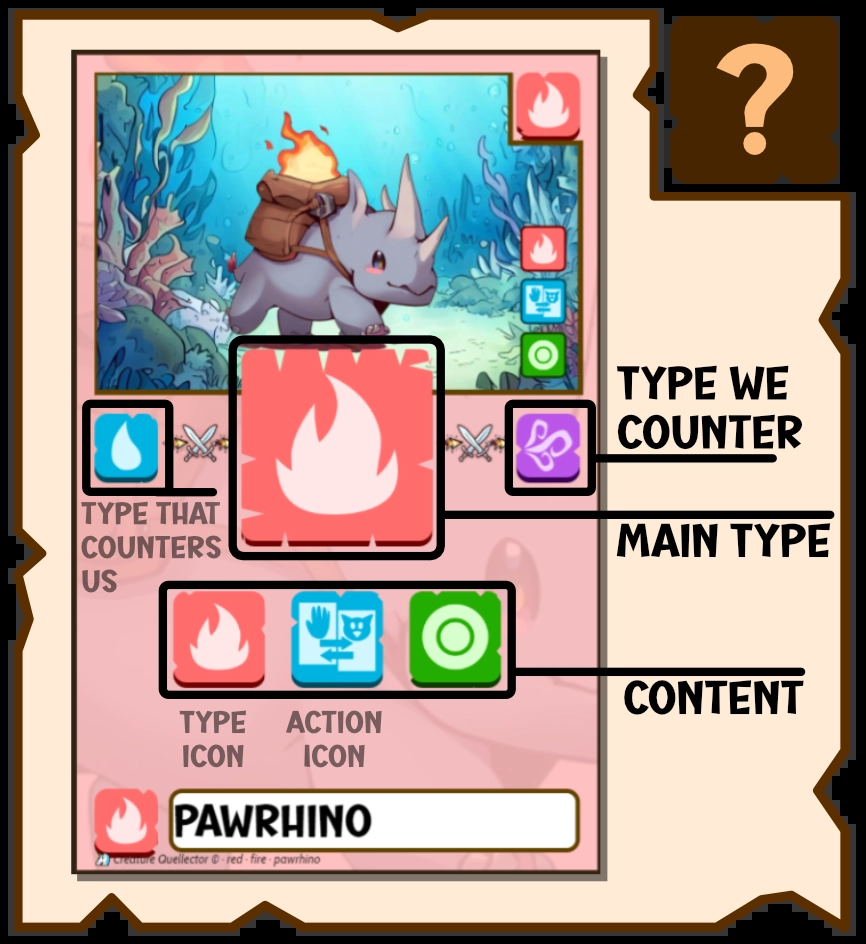 ?
TYPE WE
COUNTER
TYPE THAT
COUNTERS
US
MAIN TYPE
CONTENT
TYPE
ICON
ACTION
ICON
PAWRHINO
Creature Quellector © · red · fire · pawrhino